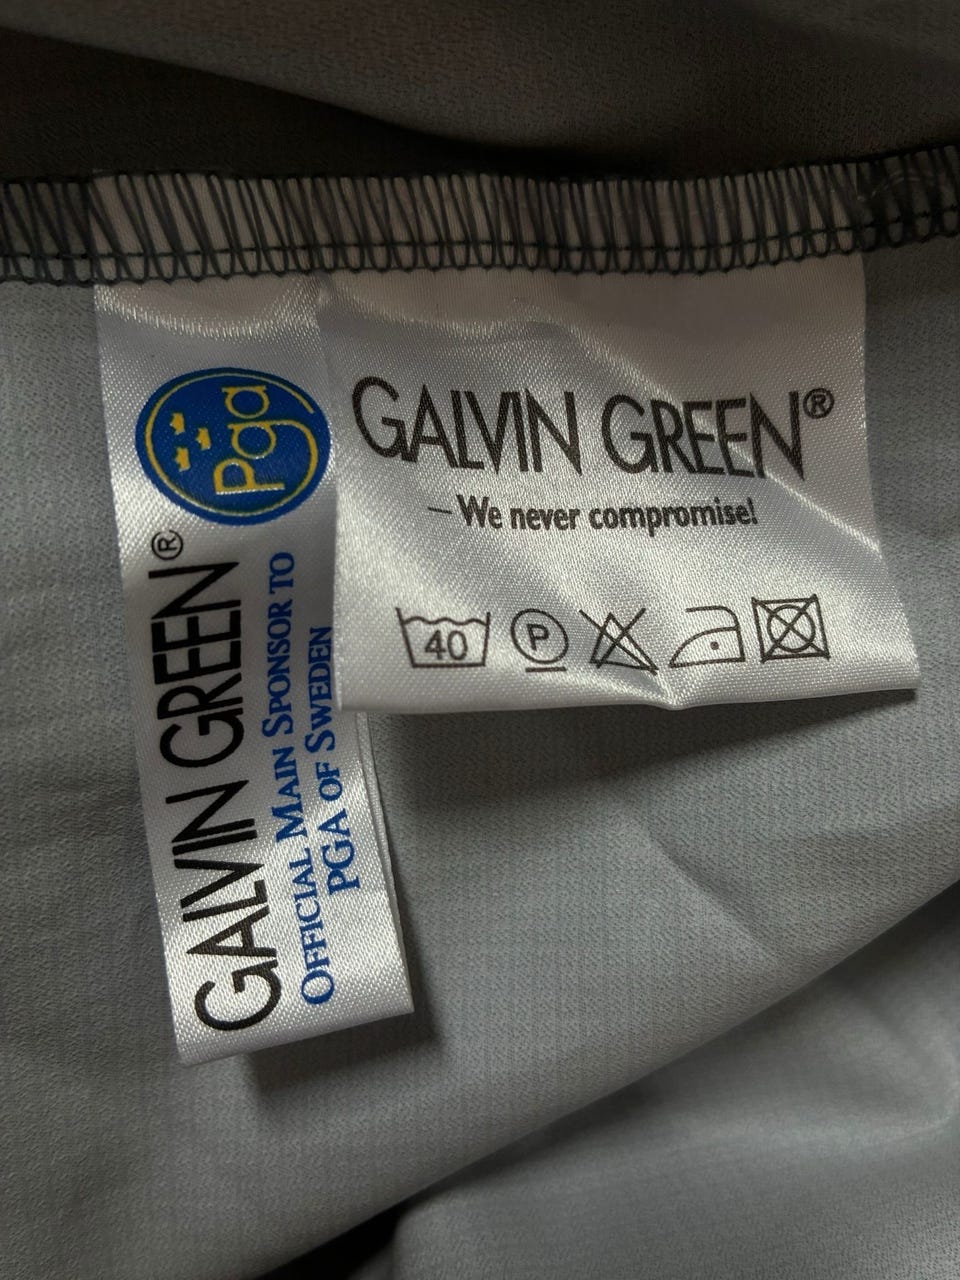 Pga
GALVIN GREEN®
OFFICIAL MAIN SPONSOR TO
PGA OF SWEDEN
GALVIN GREEN®
– We never compromise!
40 P